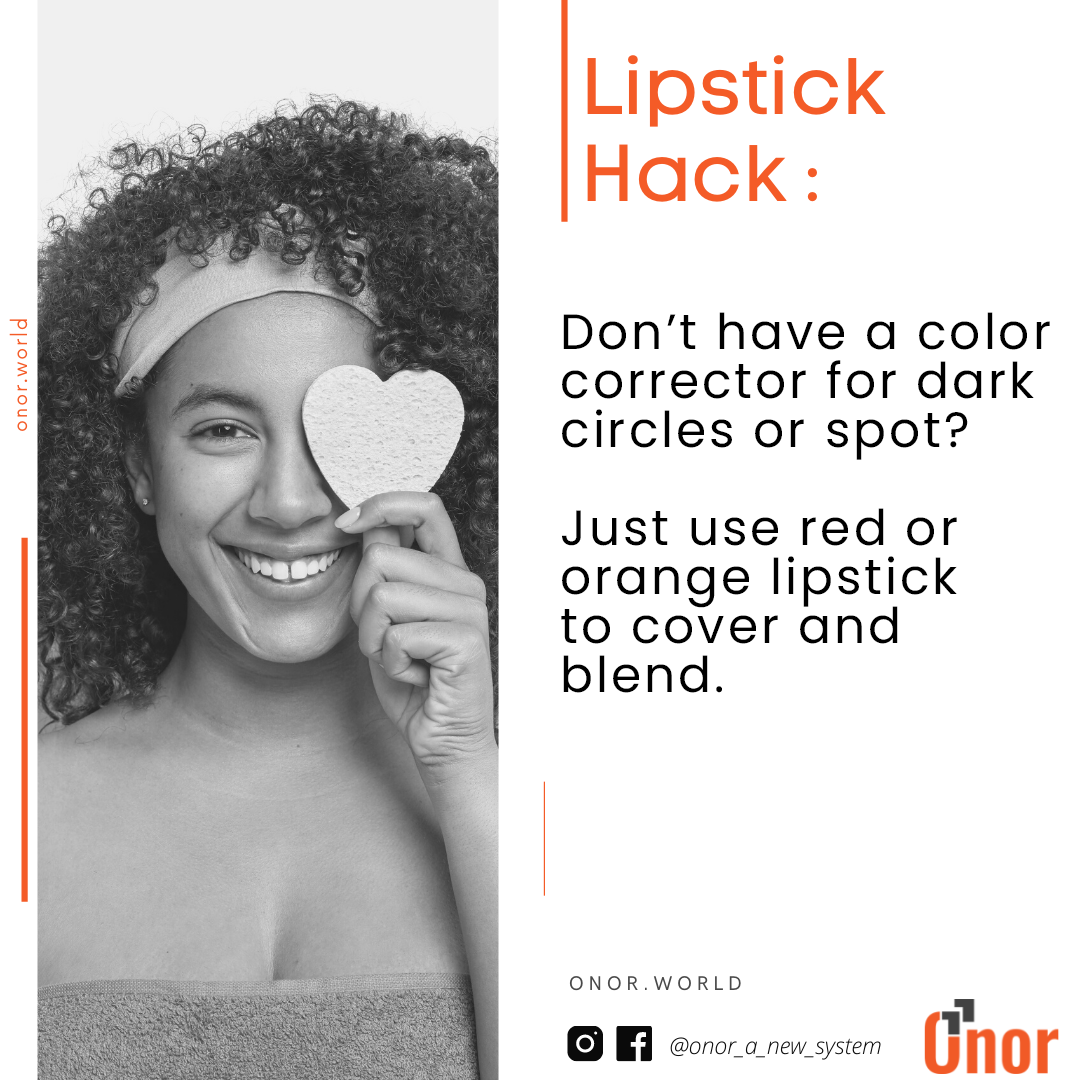 onor.world
Lipstick
Hack :
Don’t have a color
corrector for dark
circles or spot?
Just use red or
orange lipstick
to cover and
blend.
ONOR.WORLD
@onor_a_new_system
Onor